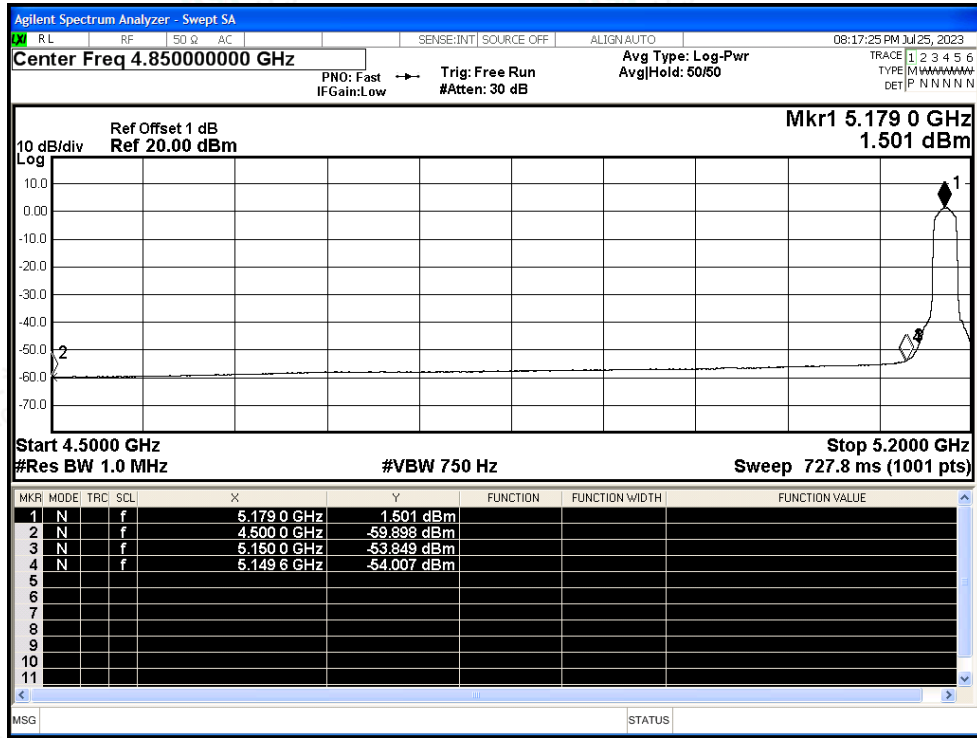 Agilent Spectrum Analyzer - Swept SA
LXI RL RF 50 Ω AC SENSE:INT SOURCE OFF ALIGN AUTO 08:17:25 PM Jul 25, 2023
Center Freq 4.850000000 GHz
PNO: Fast
IFGain:Low
Trig: Free Run
#Atten: 30 dB
Avg Type: Log-Pwr
Avg|Hold: 50/50
TRACE 1 2 3 4 5 6
TYPE M WWWWW
DET P N N N N N
Mkr1 5.179 0 GHz
1.501 dBm
Ref Offset 1 dB
10 dB/div Ref 20.00 dBm
Log
10.0
0.00
-10.0
-20.0
-30.0
-40.0
-50.0
-60.0
-70.0
1
2
Start 4.5000 GHz Stop 5.2000 GHz
#Res BW 1.0 MHz #VBW 750 Hz Sweep 727.8 ms (1001 pts)
MKR MODE TRC SCL X Y FUNCTION FUNCTION WIDTH FUNCTION VALUE
1 N f 5.179 0 GHz 1.501 dBm
2 N f 4.500 0 GHz -59.898 dBm
3 N f 5.150 0 GHz -53.849 dBm
4 N f 5.149 6 GHz -54.007 dBm
5
6
7
8
9
10
11
MSG STATUS